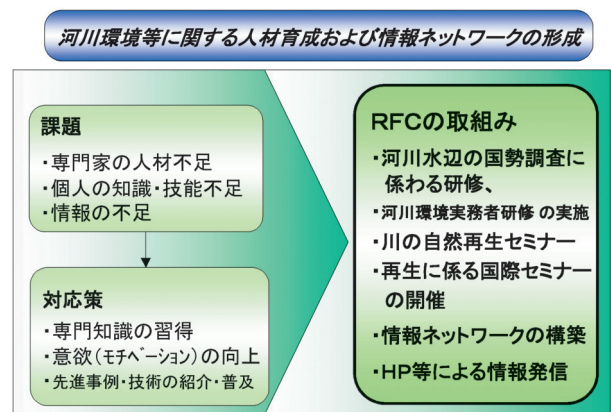 河川環境等に関する人材育成および情報ネットワークの形成
課題
・専門家の人材不足
・個人の知識・技能不足
・情報の不足
対応策
・専門知識の習得
・意欲(モチベーション)の向上
・先進事例・技術の紹介・普及
RFCの取組み
・河川水辺の国勢調査に
係わる研修、
・河川環境実務者研修の実施
・川の自然再生セミナー
・再生に係る国際セミナー
の開催
・情報ネットワークの構築
・HP等による情報発信